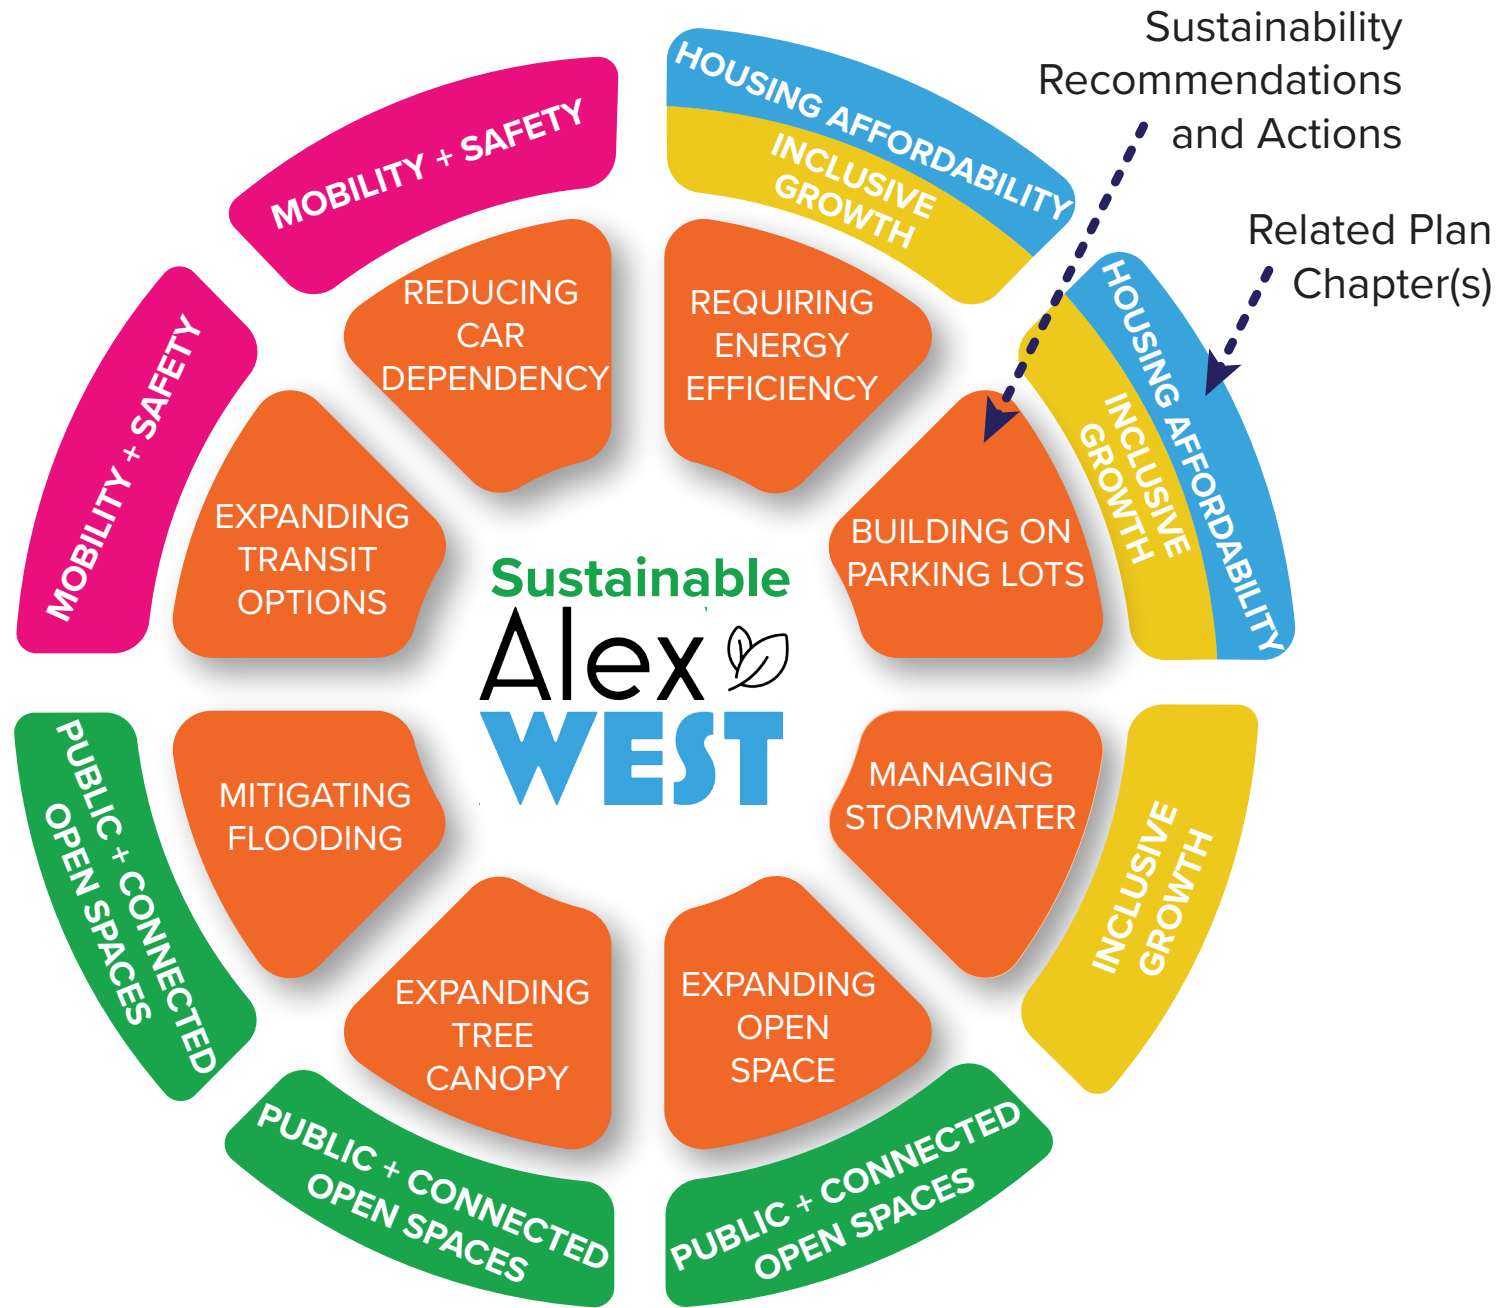 Sustainability
Recommendations
and Actions
Related Plan
Chapter(s)
HOUSING AFFORDABILITY
INCLUSIVE
GROWTH
REQUIRING
ENERGY
EFFICIENCY
HOUSING AFFORDABILITY
INCLUSIVE
GROWTH
BUILDING ON
PARKING LOTS
INCLUSIVE
GROWTH
MANAGING
STORMWATER
PUBLIC + CONNECTED
OPEN SPACES
EXPANDING
OPEN
SPACE
PUBLIC + CONNECTED
OPEN SPACES
EXPANDING
TREE
CANOPY
PUBLIC + CONNECTED
OPEN SPACES
MITIGATING
FLOODING
MOBILITY + SAFETY
EXPANDING
TRANSIT
OPTIONS
MOBILITY + SAFETY
REDUCING
CAR
DEPENDENCY
Sustainable
Alex
WEST